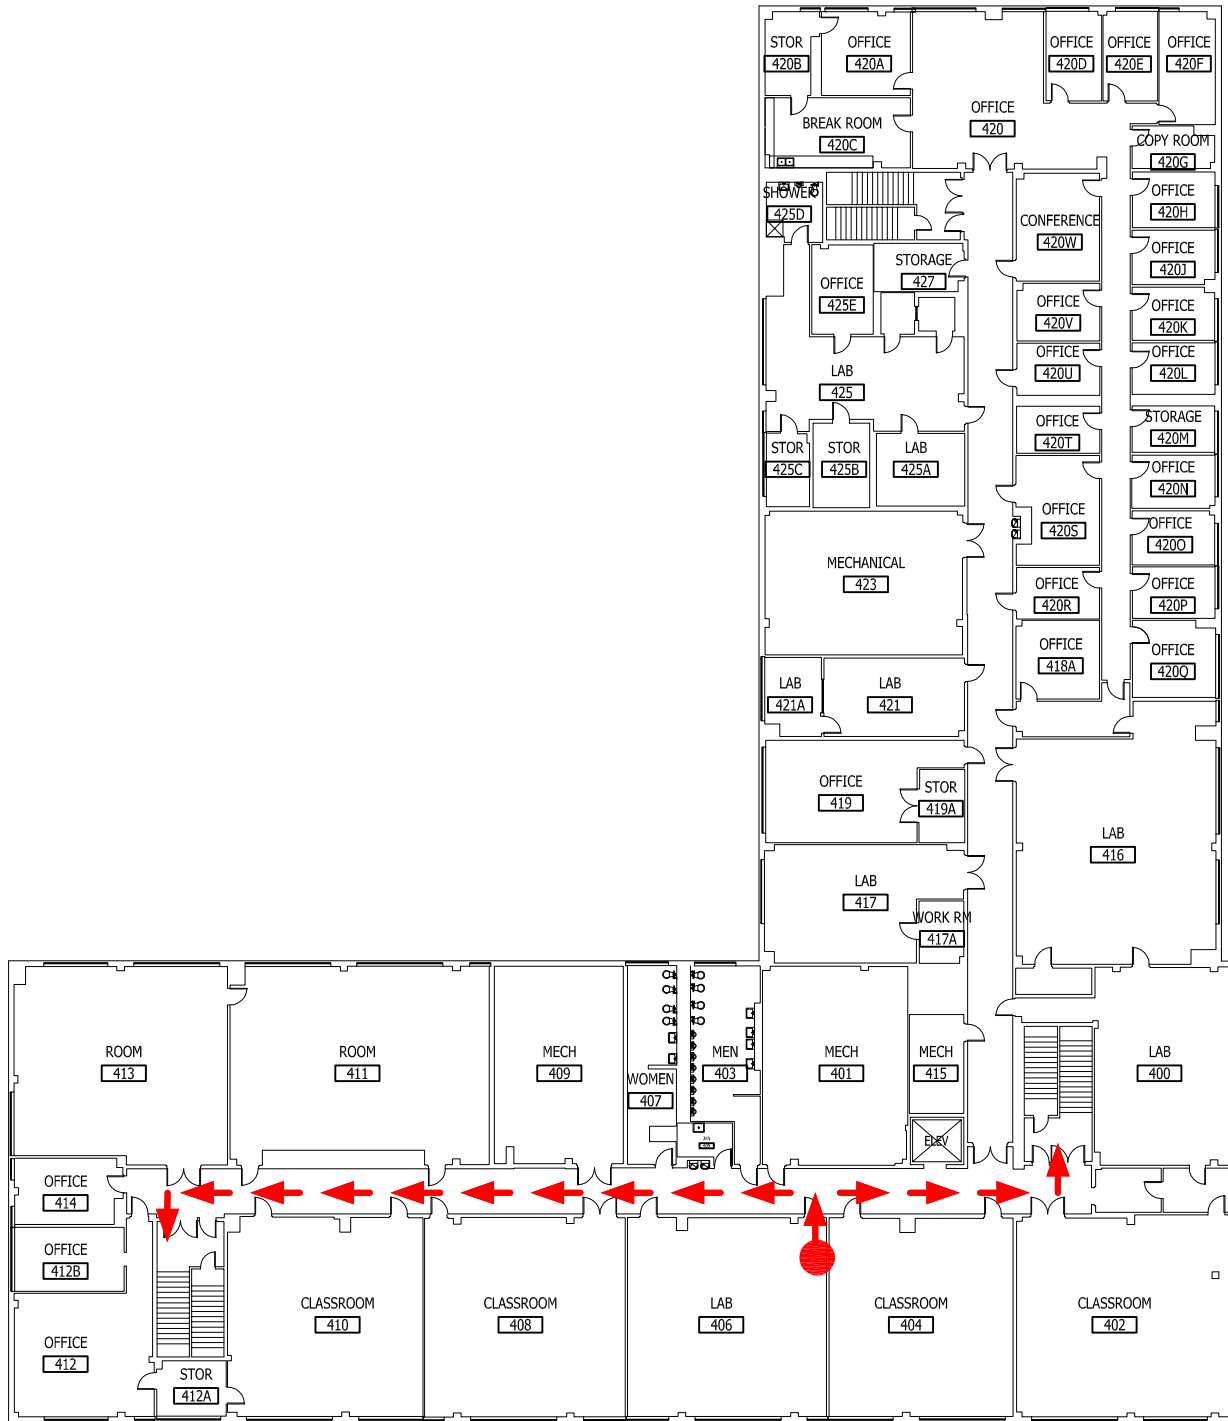 STOR
420B
OFFICE
420A
OFFICE
420D
OFFICE
420E
OFFICE
420F
OFFICE
420
BREAK ROOM
420C
COPY ROOM
420G
SHOWER
425D
OFFICE
420H
CONFERENCE
420W
OFFICE
420J
STORAGE
427
OFFICE
425E
OFFICE
420V
OFFICE
420K
OFFICE
420U
OFFICE
420L
LAB
425
OFFICE
420T
STORAGE
420M
STOR
425C
STOR
425B
LAB
425A
OFFICE
420N
OFFICE
420S
OFFICE
420O
MECHANICAL
423
OFFICE
420R
OFFICE
420P
OFFICE
418A
OFFICE
420Q
LAB
421A
LAB
421
OFFICE
419
STOR
419A
LAB
416
LAB
417
WORK RM
417A
ROOM
413
ROOM
411
MECH
409
WOMEN
407
MEN
403
MECH
401
MECH
415
LAB
400
ELEV
OFFICE
414
OFFICE
412B
OFFICE
412
STOR
412A
CLASSROOM
410
CLASSROOM
408
LAB
406
CLASSROOM
404
CLASSROOM
402